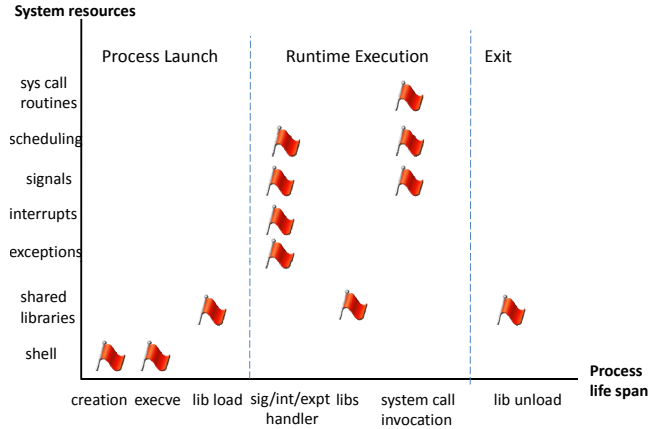 System resources
Process Launch
Runtime Execution
Exit
sys call
routines
scheduling
signals
interrupts
exceptions
shared
libraries
shell
Process
life span
creation
execve
lib load
sig/int/expt
handler
libs
system call
invocation
lib unload